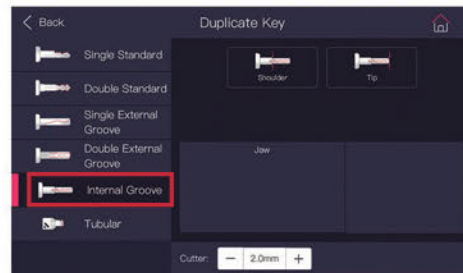 Back
Duplicate Key
Single Standard
Double Standard
Single External
Groove
Double External
Groove
Internal Groove
Tubular
Shoulder
Tip
Jaw
Cutter:
− 2.0mm +